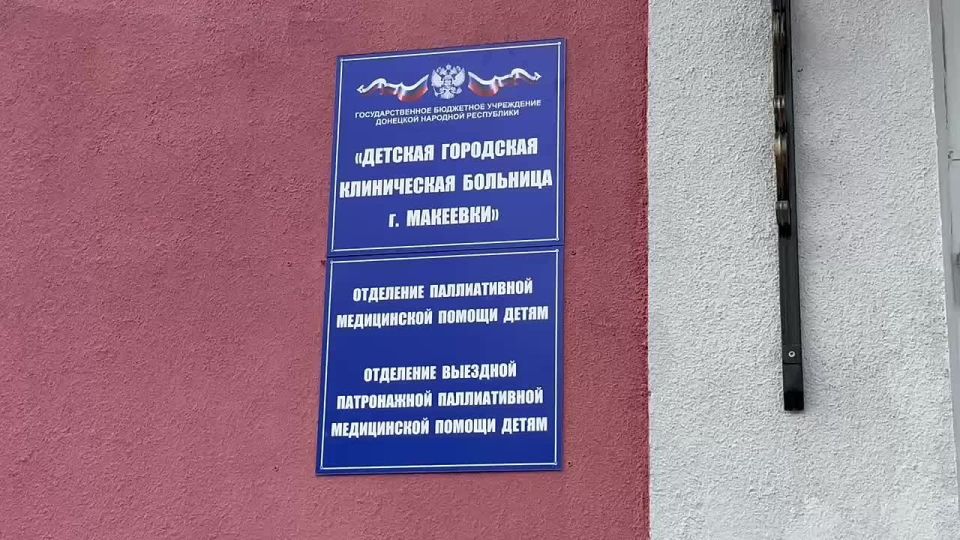 ГОСУДАРСТВЕННОЕ БЮДЖЕТНОЕ УЧРЕЖДЕНИЕ
ДОНЕЦКОЙ НАРОДНОЙ РЕСПУБЛИКИ
«ДЕТСКАЯ ГОРОДСКАЯ
КЛИНИЧЕСКАЯ БОЛЬНИЦА
г. МАКЕЕВКИ»
ОТДЕЛЕНИЕ ПАЛЛИАТИВНОЙ
МЕДИЦИНСКОЙ ПОМОЩИ ДЕТЯМ
ОТДЕЛЕНИЕ ВЫЕЗДНОЙ
ПАТРОНАЖНОЙ ПАЛЛИАТИВНОЙ
МЕДИЦИНСКОЙ ПОМОЩИ ДЕТЯМ